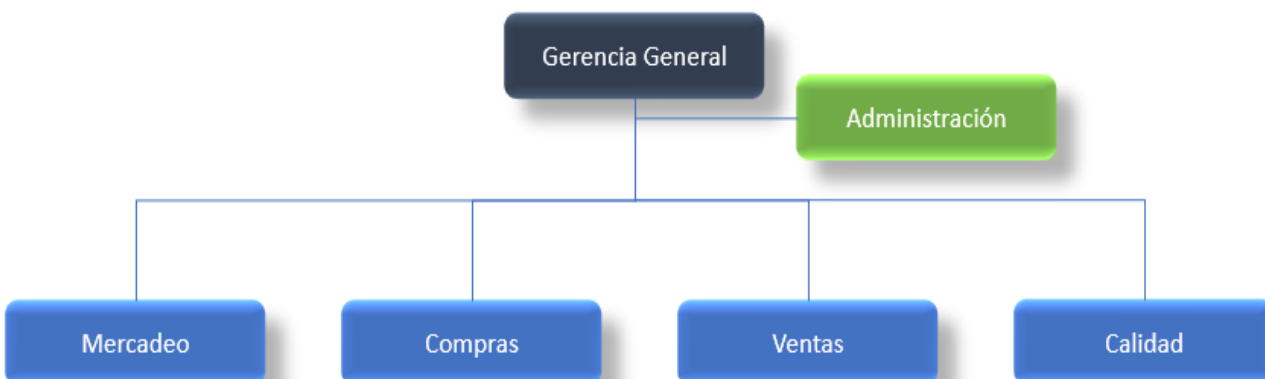 Gerencia General
Administración
Mercadeo
Compras
Ventas
Calidad